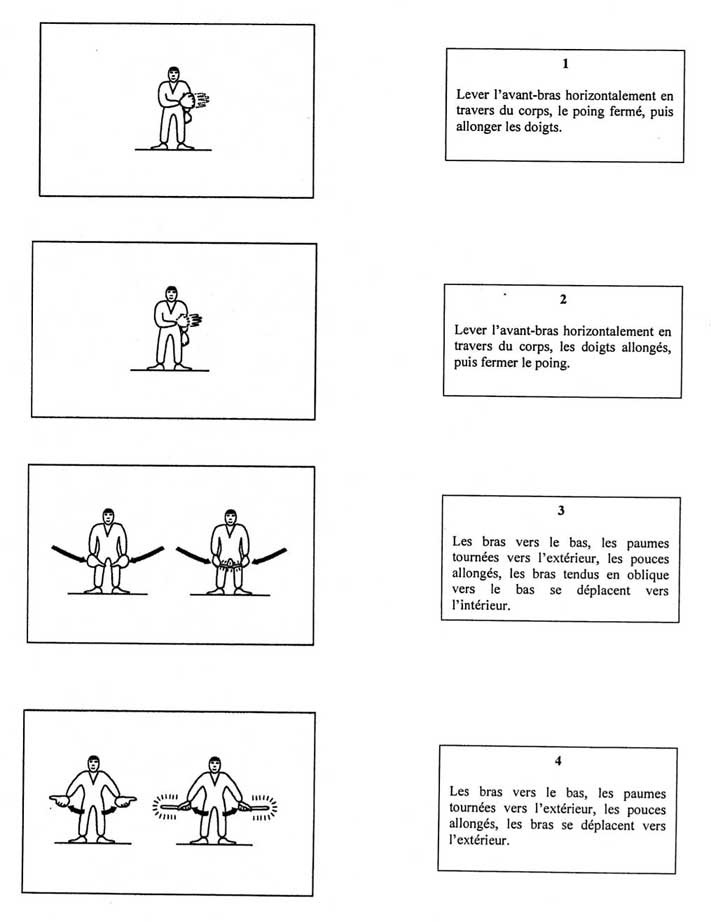 1
Lever l'avant-bras horizontalement en
travers du corps, le poing fermé, puis
allonger les doigts.
2
Lever l'avant-bras horizontalement en
travers du corps, les doigts allongés,
puis fermer le poing.
3
Les bras vers le bas, les paumes
tournées vers l'extérieur, les pouces
allongés, les bras tendus en oblique
vers le bas se déplacent vers
l'intérieur.
4
Les bras vers le bas, les paumes
tournées vers l'extérieur, les pouces
allongés, les bras se déplacent vers
l'extérieur.